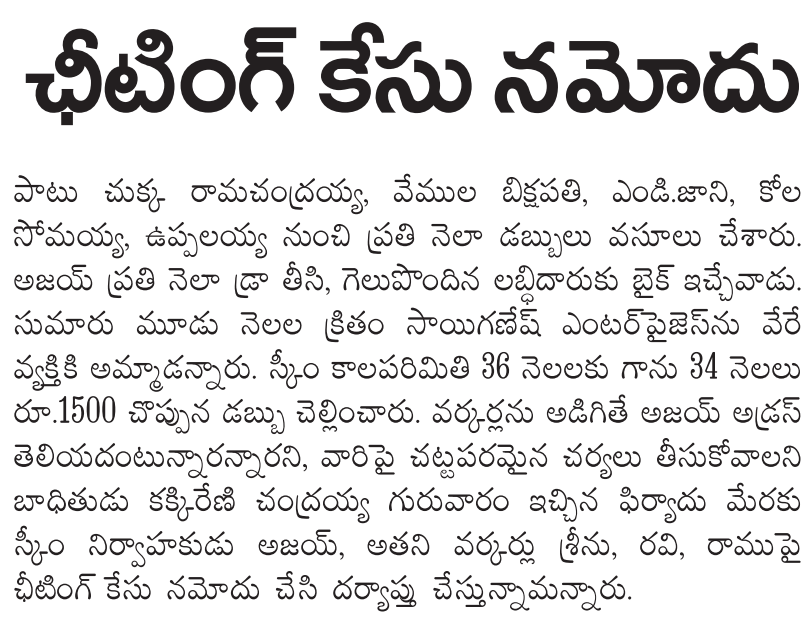 ఛీటింగ్ కేసు నమోదు
పాటు చుక్క రామచంద్రయ్య, వేముల బిక్షపతి, ఎండి.జాని, కోల
సోమయ్య, ఉప్పలయ్య నుంచి ప్రతి నెలా డబ్బులు వసూలు చేశారు.
అజయ్ ప్రతి నెలా డ్రా తీసి, గెలుపొందిన లబ్ధిదారుకు బైక్ ఇచ్చేవాడు.
సుమారు మూడు నెలల క్రితం సాయిగణేష్ ఎంటర్‌పైజెస్‌ను వేరే
వ్యక్తికి అమ్మాడన్నారు. స్కీం కాలపరిమితి 36 నెలలకు గాను 34 నెలలు
రూ.1500 చొప్పున డబ్బు చెల్లించారు. వర్కర్లను అడిగితే అజయ్ అడ్రస్
తెలియదంటున్నారన్నారని, వారిపై చట్టపరమైన చర్యలు తీసుకోవాలని
బాధితుడు కక్కిరేణి చంద్రయ్య గురువారం ఇచ్చిన ఫిర్యాదు మేరకు
స్కీం నిర్వాహకుడు అజయ్, అతని వర్కర్లు శ్రీను, రవి, రాముపై
ఛీటింగ్ కేసు నమోదు చేసి దర్యాప్తు చేస్తున్నామన్నారు.